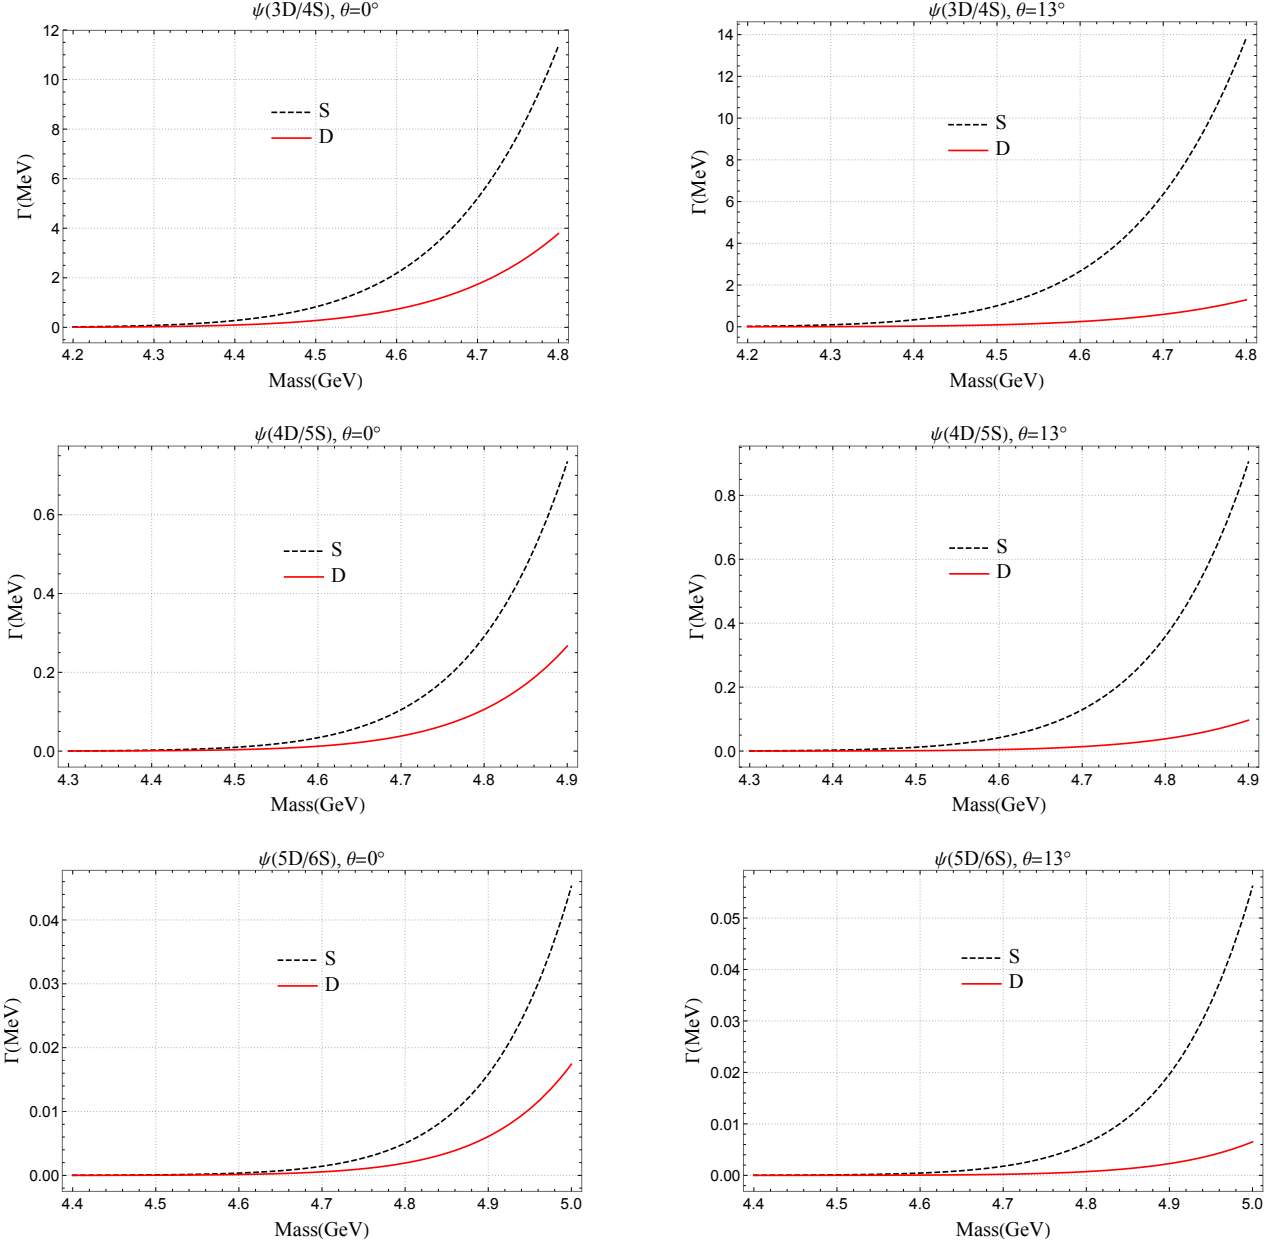 ψ(3D/4S), θ=0°
12
10
8
6
4
2
0
Γ(MeV)
S
D
4.2 4.3 4.4 4.5 4.6 4.7 4.8
Mass(GeV)
ψ(3D/4S), θ=13°
14
12
10
8
6
4
2
0
Γ(MeV)
S
D
4.2 4.3 4.4 4.5 4.6 4.7 4.8
Mass(GeV)
ψ(4D/5S), θ=0°
0.6
0.4
0.2
0.0
Γ(MeV)
S
D
4.3 4.4 4.5 4.6 4.7 4.8 4.9
Mass(GeV)
ψ(4D/5S), θ=13°
0.8
0.6
0.4
0.2
0.0
Γ(MeV)
S
D
4.3 4.4 4.5 4.6 4.7 4.8 4.9
Mass(GeV)
ψ(5D/6S), θ=0°
0.04
0.03
0.02
0.01
0.00
Γ(MeV)
S
D
4.4 4.5 4.6 4.7 4.8 4.9 5.0
Mass(GeV)
ψ(5D/6S), θ=13°
0.05
0.04
0.03
0.02
0.01
0.00
Γ(MeV)
S
D
4.4 4.5 4.6 4.7 4.8 4.9 5.0
Mass(GeV)